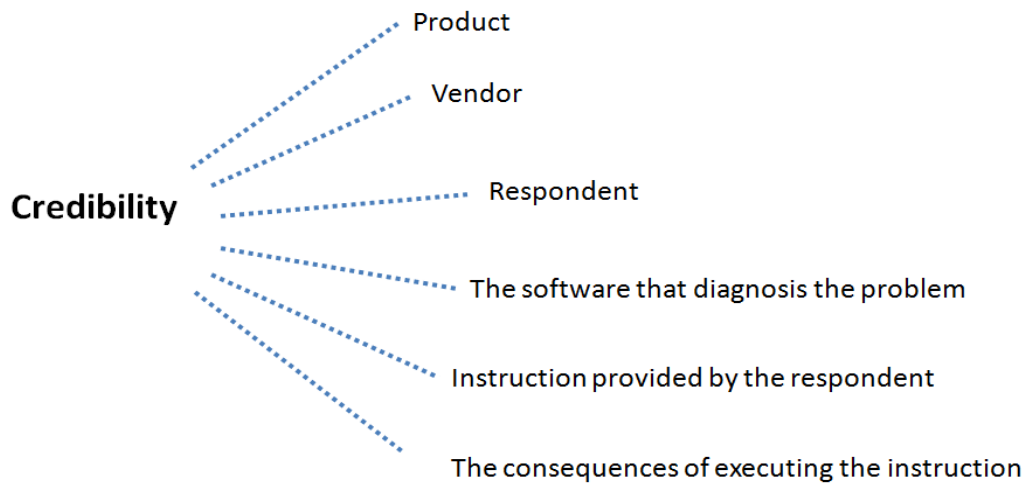 Product
Vendor
Credibility
Respondent
The software that diagnosis the problem
Instruction provided by the respondent
The consequences of executing the instruction